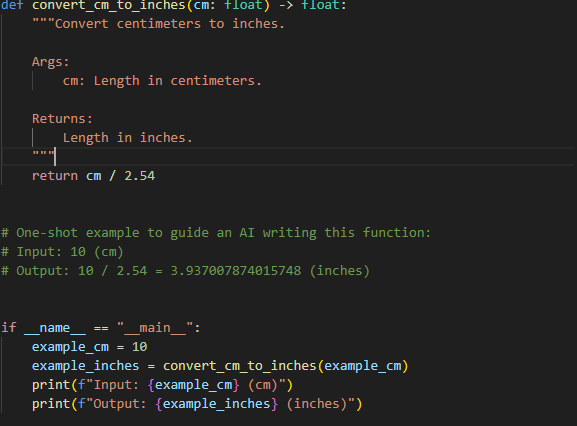 def convert_cm_to_inches(cm: float) -> float:
    """Convert centimeters to inches.

    Args:
        cm: Length in centimeters.

    Returns:
        Length in inches.
    """
    return cm / 2.54


# One-shot example to guide an AI writing this function:
# Input: 10 (cm)
# Output: 10 / 2.54 = 3.937007874015748 (inches)


if __name__ == "__main__":
    example_cm = 10
    example_inches = convert_cm_to_inches(example_cm)
    print(f"Input: {example_cm} (cm)")
    print(f"Output: {example_inches} (inches)")